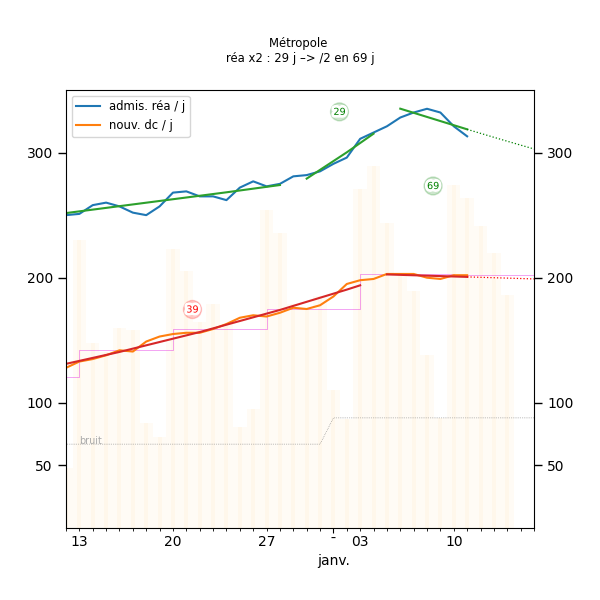 Métropole
réa x2 : 29 j –> /2 en 69 j
admis. réa / j
nouv. dc / j
29
69
39
bruit
300
200
100
50
300
200
100
50
13 20 27 - 03 10
janv.